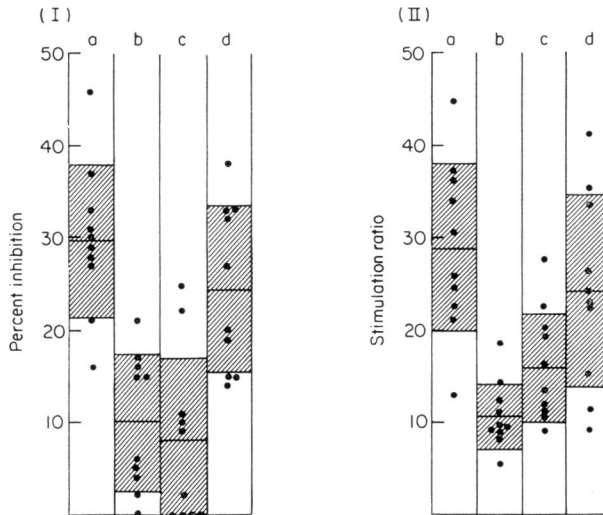 (I)
a b c d
50
40
30
20
10
Percent inhibition
(II)
a b c d
50
40
30
20
10
Stimulation ratio